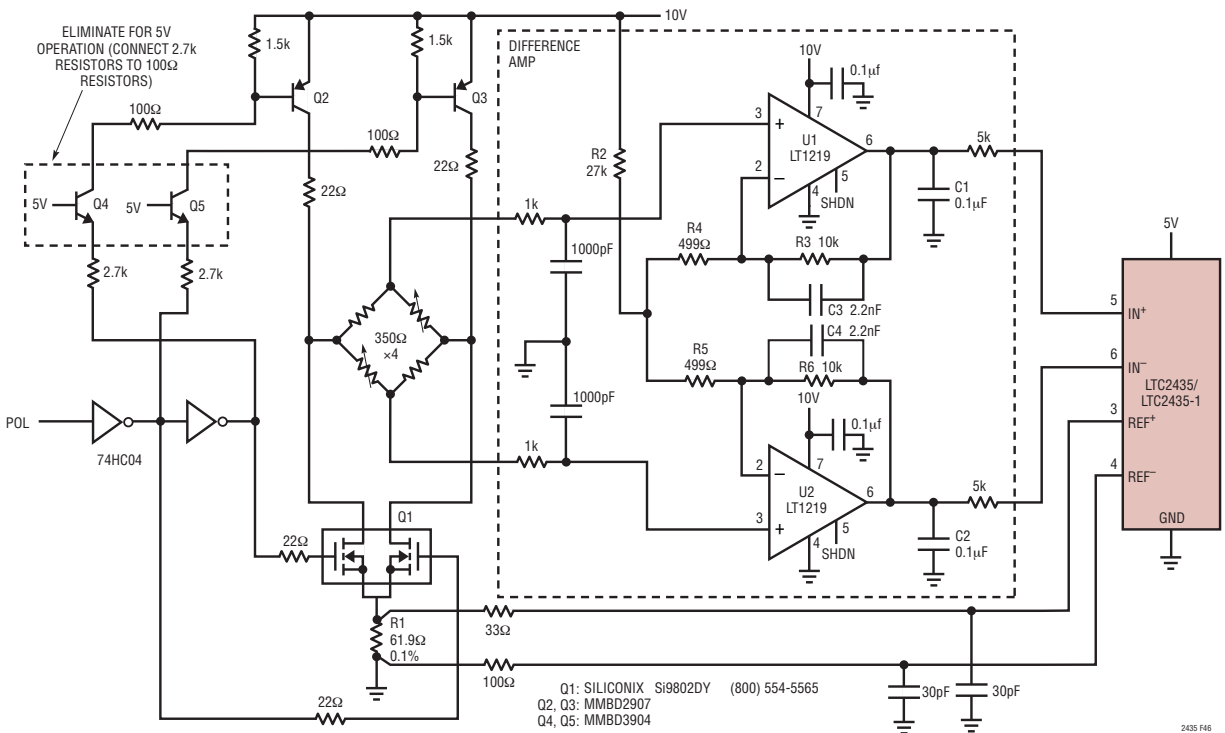 ELIMINATE FOR 5V
OPERATION (CONNECT 2.7k
RESISTORS TO 100Ω
RESISTORS)
1.5k
1.5k
10V
Q2
Q3
100Ω
100Ω
22Ω
22Ω
5V
Q4
5V
Q5
2.7k
2.7k
DIFFERENCE
AMP
R2
27k
10V
0.1µf
3
+
7
U1
LT1219
6
2
–
4
5
SHDN
5k
C1
0.1µF
1k
1000pF
R4
499Ω
R3 10k
C3 2.2nF
C4 2.2nF
R5
499Ω
R6 10k
350Ω
×4
1000pF
1k
10V
0.1µf
2
–
7
U2
LT1219
6
3
+
4
5
SHDN
5k
C2
0.1µF
5V
5
IN+
6
IN–
LTC2435/
LTC2435-1
3
REF+
4
REF–
GND
POL
74HC04
Q1
22Ω
R1
61.9Ω
0.1%
33Ω
100Ω
22Ω
30pF
30pF
Q1: SILICONIX Si9802DY (800) 554-5565
Q2, Q3: MMBD2907
Q4, Q5: MMBD3904
2435 F46